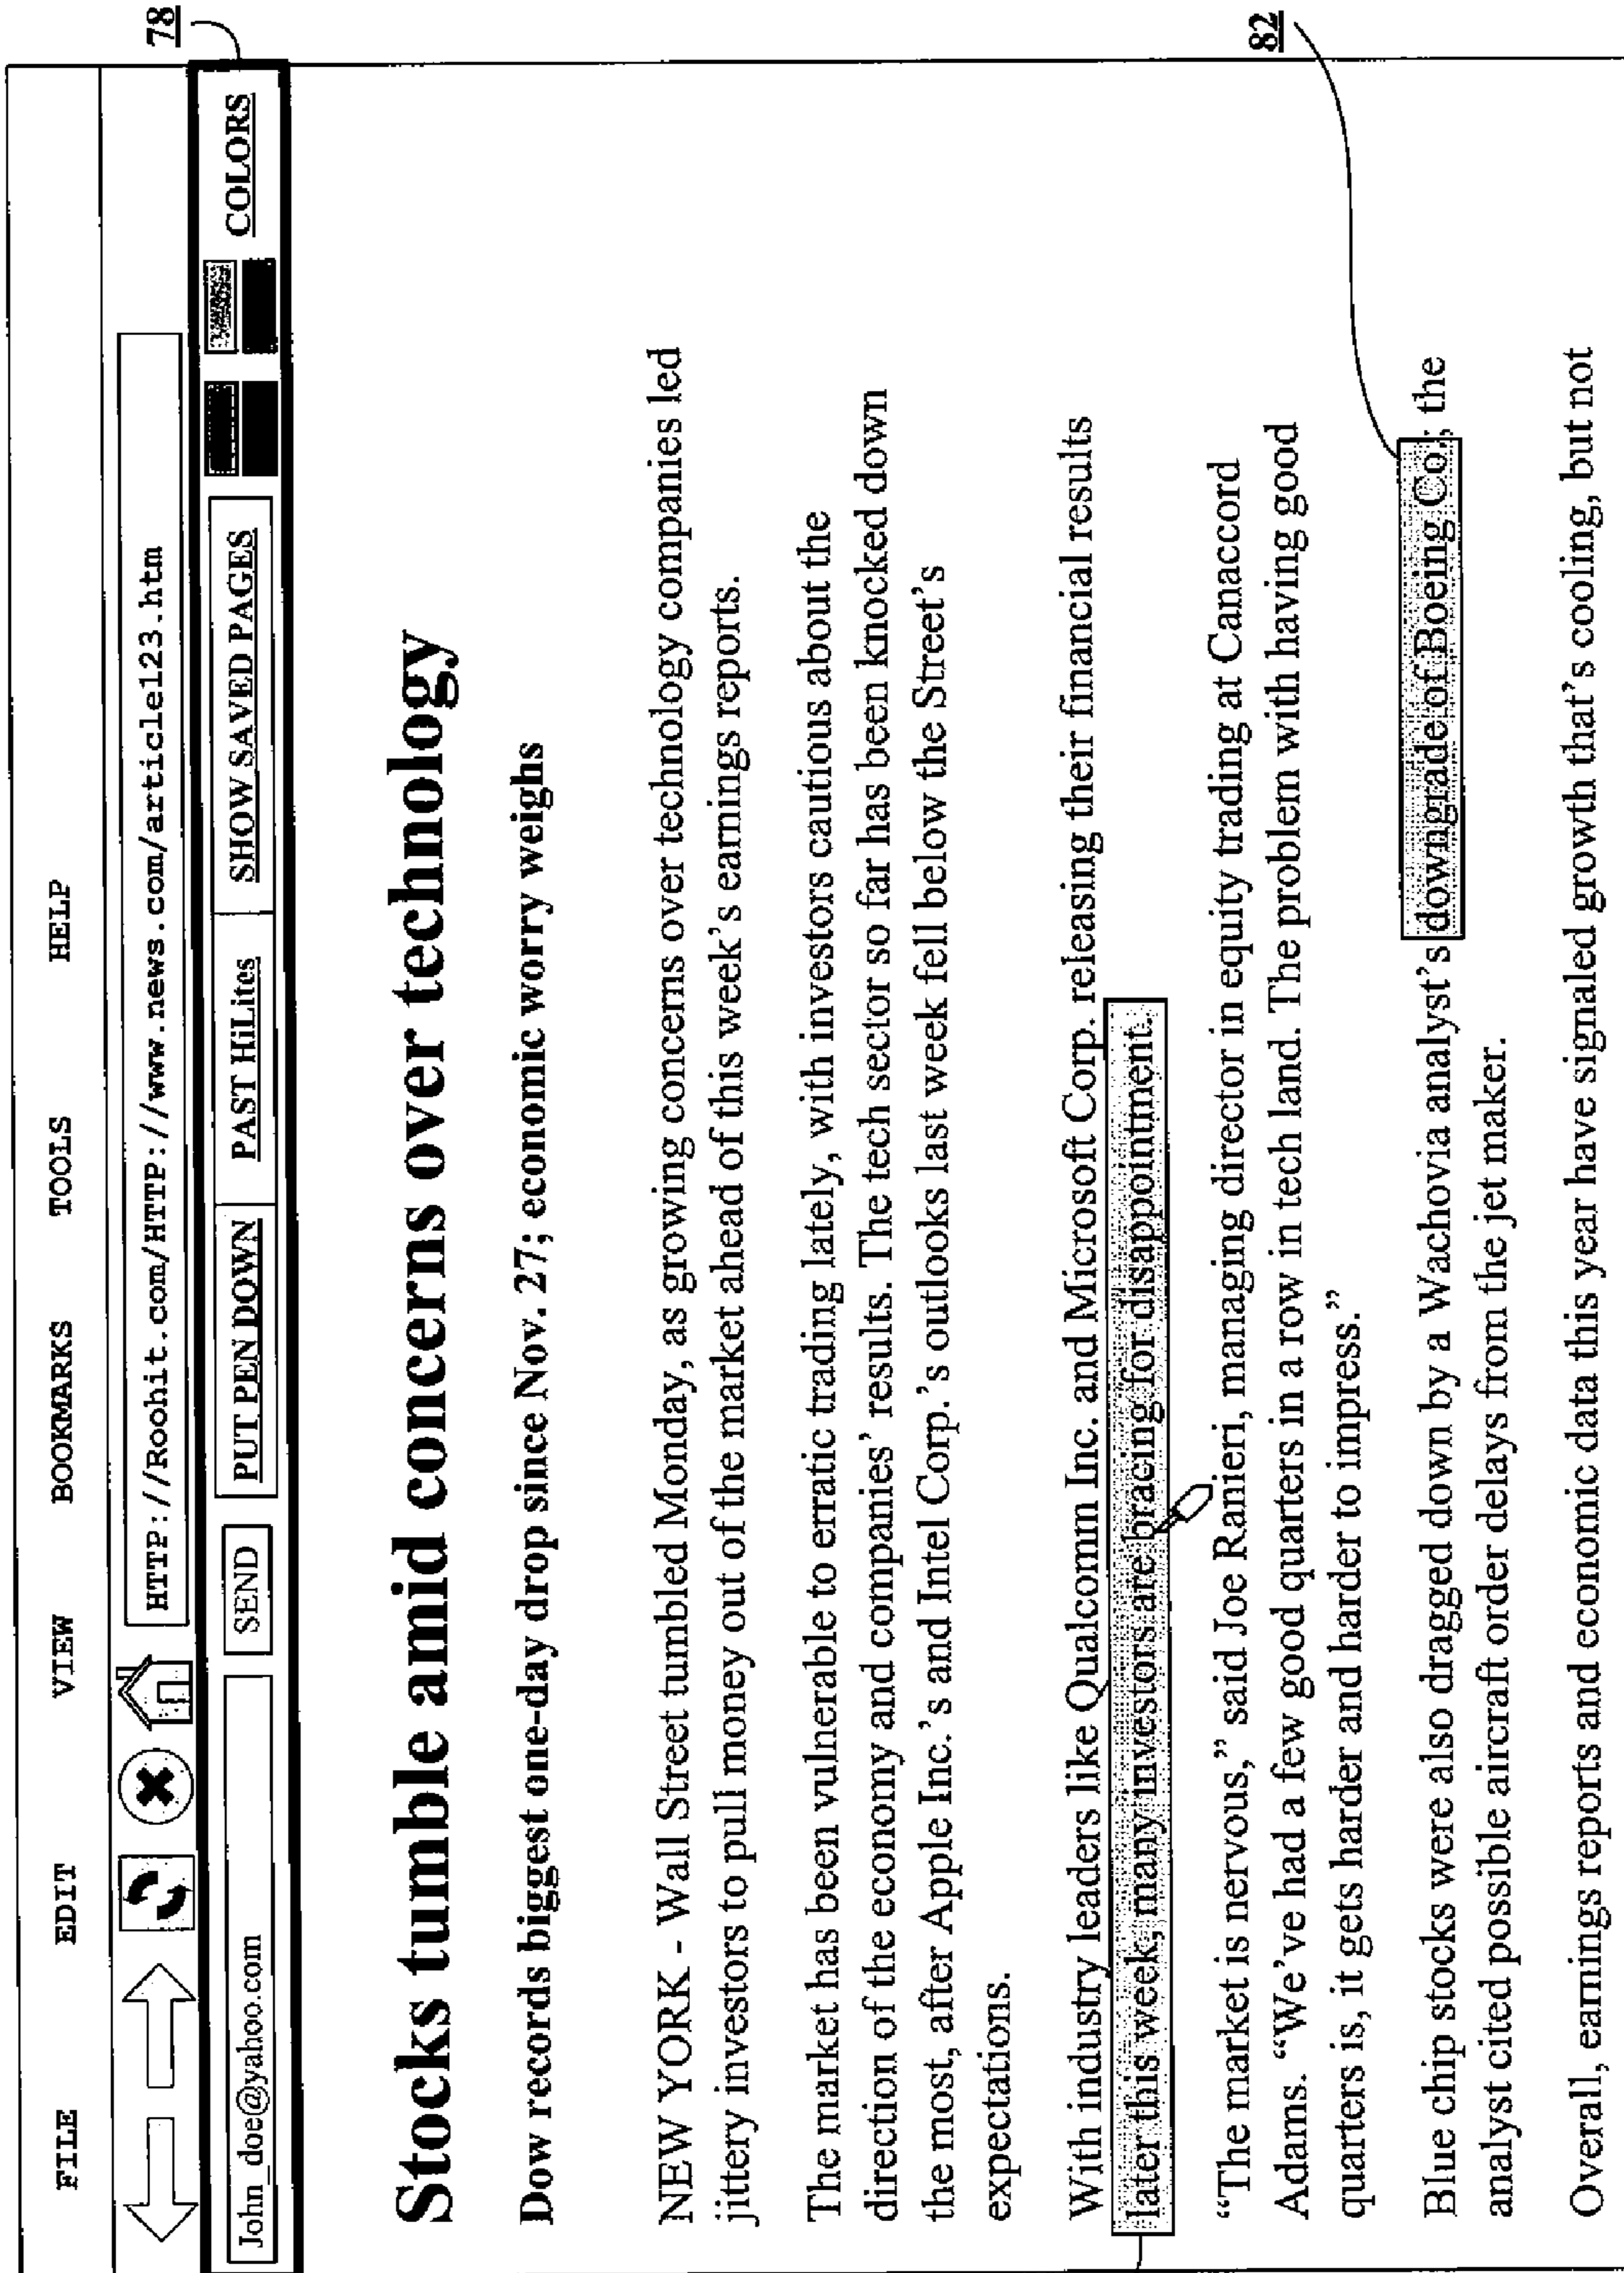 FILE EDIT VIEW BOOKMARKS TOOLS HELP
HTTP://Roohit.com/HTTP://www.news.com/article123.htm
John_doe@yahoo.com SEND PUT PEN DOWN PAST HiLites SHOW SAVED PAGES COLORS
78
Stocks tumble amid concerns over technology
Dow records biggest one-day drop since Nov. 27; economic worry weighs
NEW YORK - Wall Street tumbled Monday, as growing concerns over technology companies led
jittery investors to pull money out of the market ahead of this week's earnings reports.
The market has been vulnerable to erratic trading lately, with investors cautious about the
direction of the economy and companies' results. The tech sector so far has been knocked down
the most, after Apple Inc.'s and Intel Corp.'s outlooks last week fell below the Street's
expectations.
With industry leaders like Qualcomm Inc. and Microsoft Corp. releasing their financial results
later this week, many investors are bracing for disappointment.
“The market is nervous,” said Joe Ranieri, managing director in equity trading at Canaccord
Adams. “We've had a few good quarters in a row in tech land. The problem with having good
quarters is, it gets harder and harder to impress.”
82
Blue chip stocks were also dragged down by a Wachovia analyst's downgrade of Boeing Co.; the
analyst cited possible aircraft order delays from the jet maker.
Overall, earnings reports and economic data this year have signaled growth that's cooling, but not